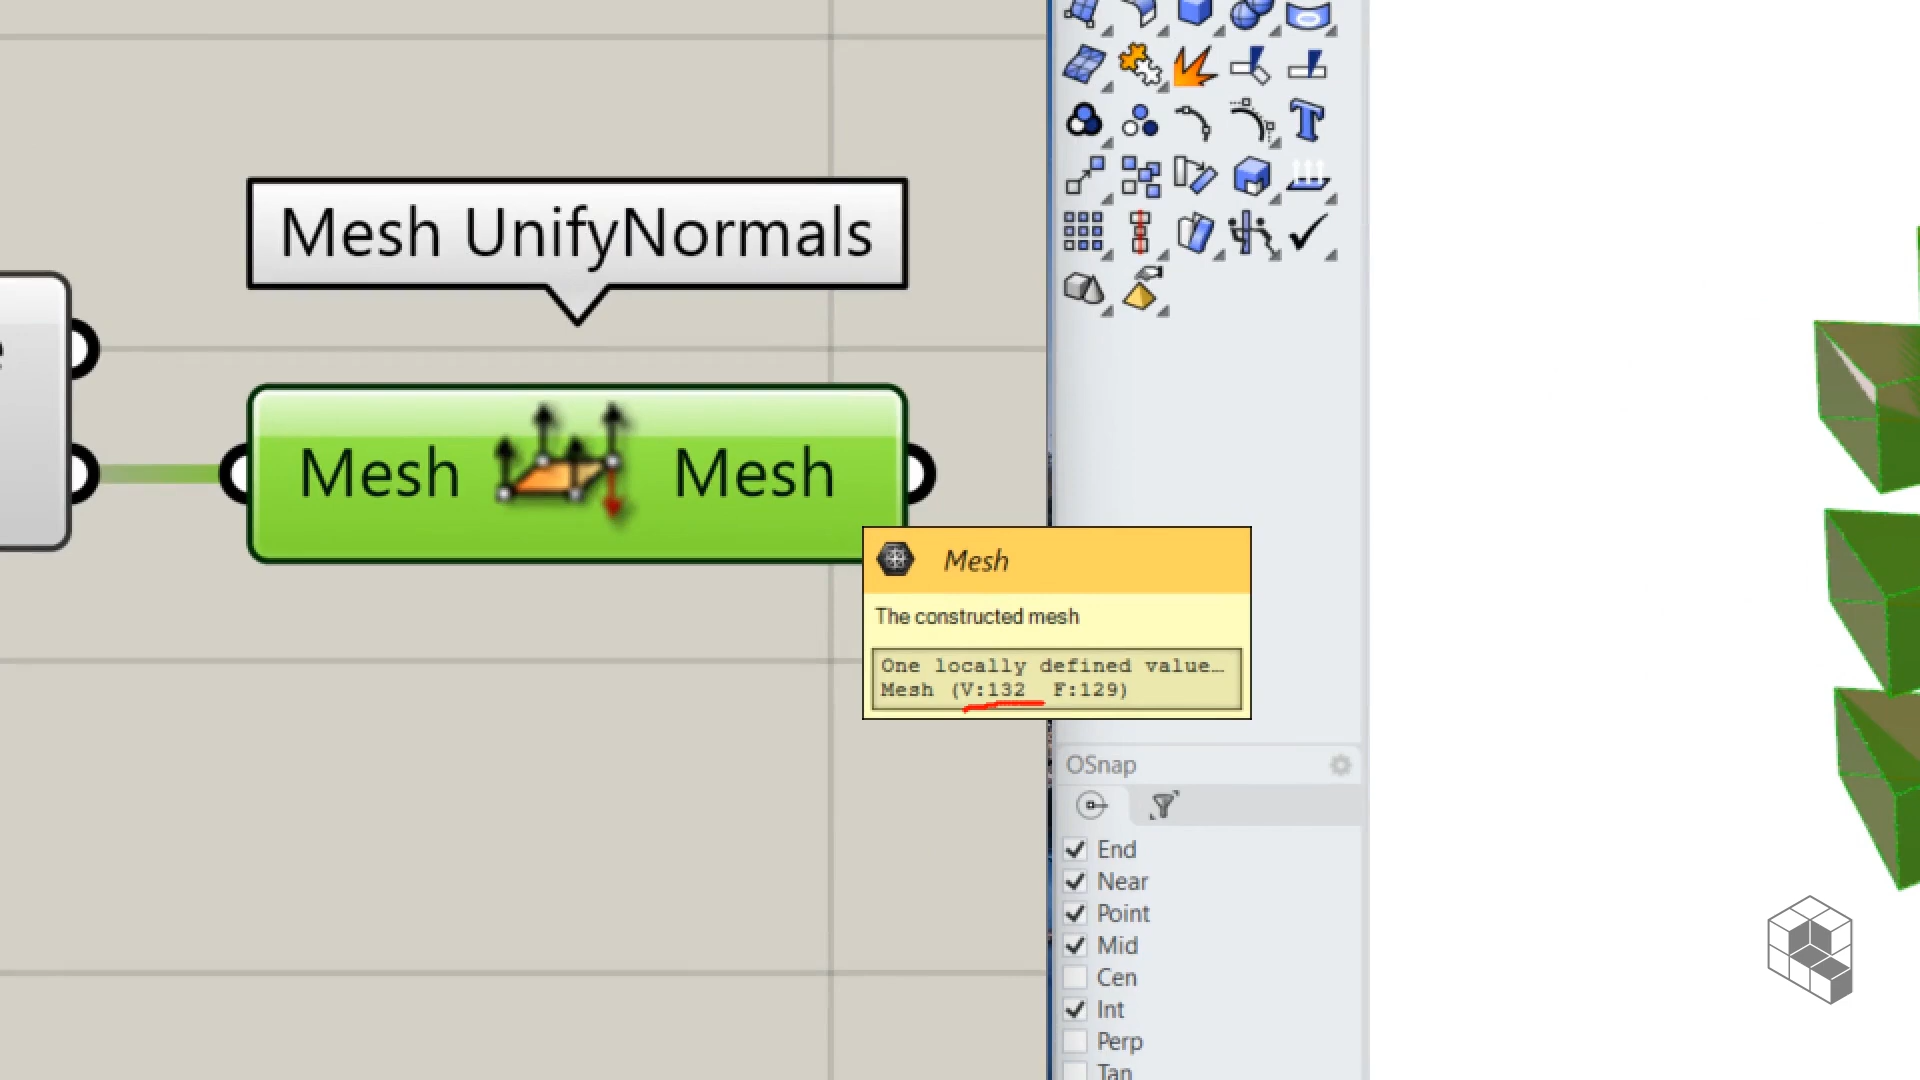 Mesh UnifyNormals
Mesh Mesh
Mesh
The constructed mesh
One locally defined value…
Mesh (V:132 F:129)
OSnap
End
Near
Point
Mid
Cen
Int
Perp
Tan